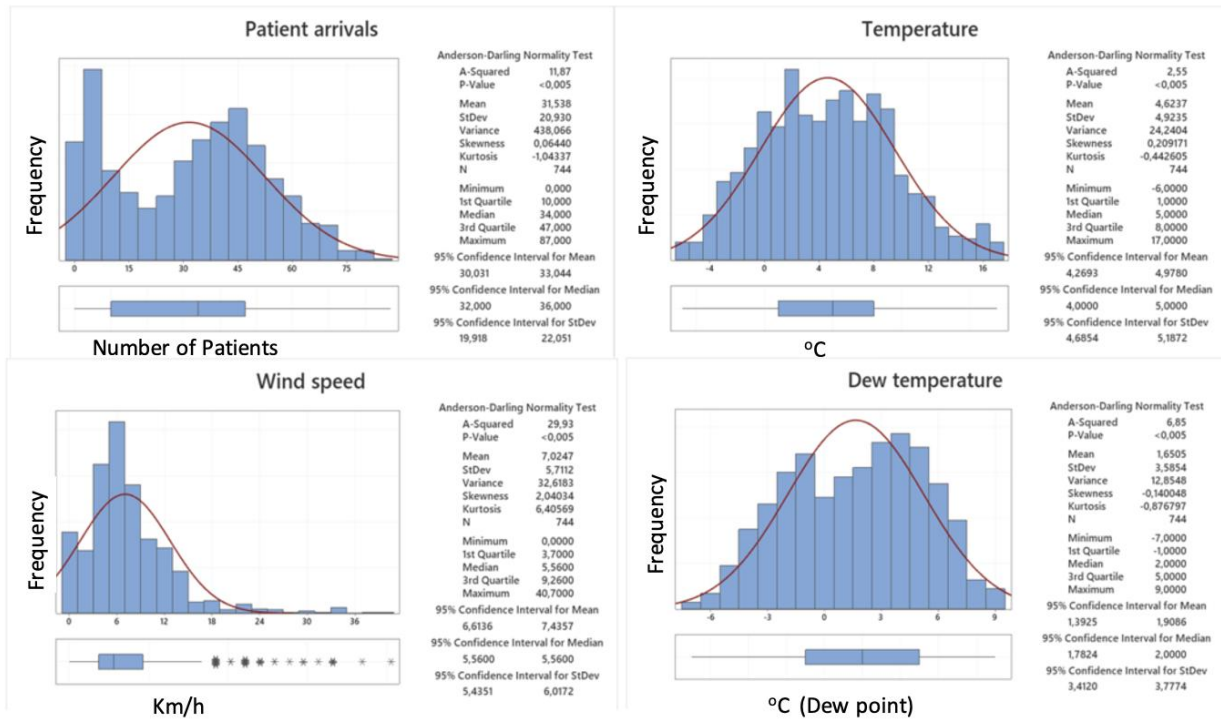 Patient arrivals
Frequency
0 15 30 45 60 75
Number of Patients
Anderson-Darling Normality Test
A-Squared 11,87
P-Value <0,005
Mean 31,538
StDev 20,930
Variance 438,066
Skewness 0,06440
Kurtosis -1,04337
N 744
Minimum 0,000
1st Quartile 10,000
Median 34,000
3rd Quartile 47,000
Maximum 87,000
95% Confidence Interval for Mean
30,031 33,044
95% Confidence Interval for Median
32,000 36,000
95% Confidence Interval for StDev
19,918 22,051
Temperature
Frequency
-4 0 4 8 12 16
ºC
Anderson-Darling Normality Test
A-Squared 2,55
P-Value <0,005
Mean 4,6237
StDev 4,9235
Variance 24,2404
Skewness 0,209171
Kurtosis -0,442605
N 744
Minimum -6,0000
1st Quartile 1,0000
Median 5,0000
3rd Quartile 8,0000
Maximum 17,0000
95% Confidence Interval for Mean
4,2693 4,9780
95% Confidence Interval for Median
4,0000 5,0000
95% Confidence Interval for StDev
4,6854 5,1872
Wind speed
Frequency
0 6 12 18 24 30 36
Km/h
Anderson-Darling Normality Test
A-Squared 29,93
P-Value <0,005
Mean 7,0247
StDev 5,7112
Variance 32,6183
Skewness 2,04034
Kurtosis 6,40569
N 744
Minimum 0,0000
1st Quartile 3,7000
Median 5,5600
3rd Quartile 9,2600
Maximum 40,7000
95% Confidence Interval for Mean
6,6136 7,4357
95% Confidence Interval for Median
5,5600 5,5600
95% Confidence Interval for StDev
5,4351 6,0172
Dew temperature
Frequency
-6 -3 0 3 6 9
ºC (Dew point)
Anderson-Darling Normality Test
A-Squared 6,85
P-Value <0,005
Mean 1,6505
StDev 3,5854
Variance 12,8548
Skewness -0,140048
Kurtosis -0,876797
N 744
Minimum -7,0000
1st Quartile -1,0000
Median 2,0000
3rd Quartile 5,0000
Maximum 9,0000
95% Confidence Interval for Mean
1,3925 1,9086
95% Confidence Interval for Median
1,7824 2,0000
95% Confidence Interval for StDev
3,4120 3,7774